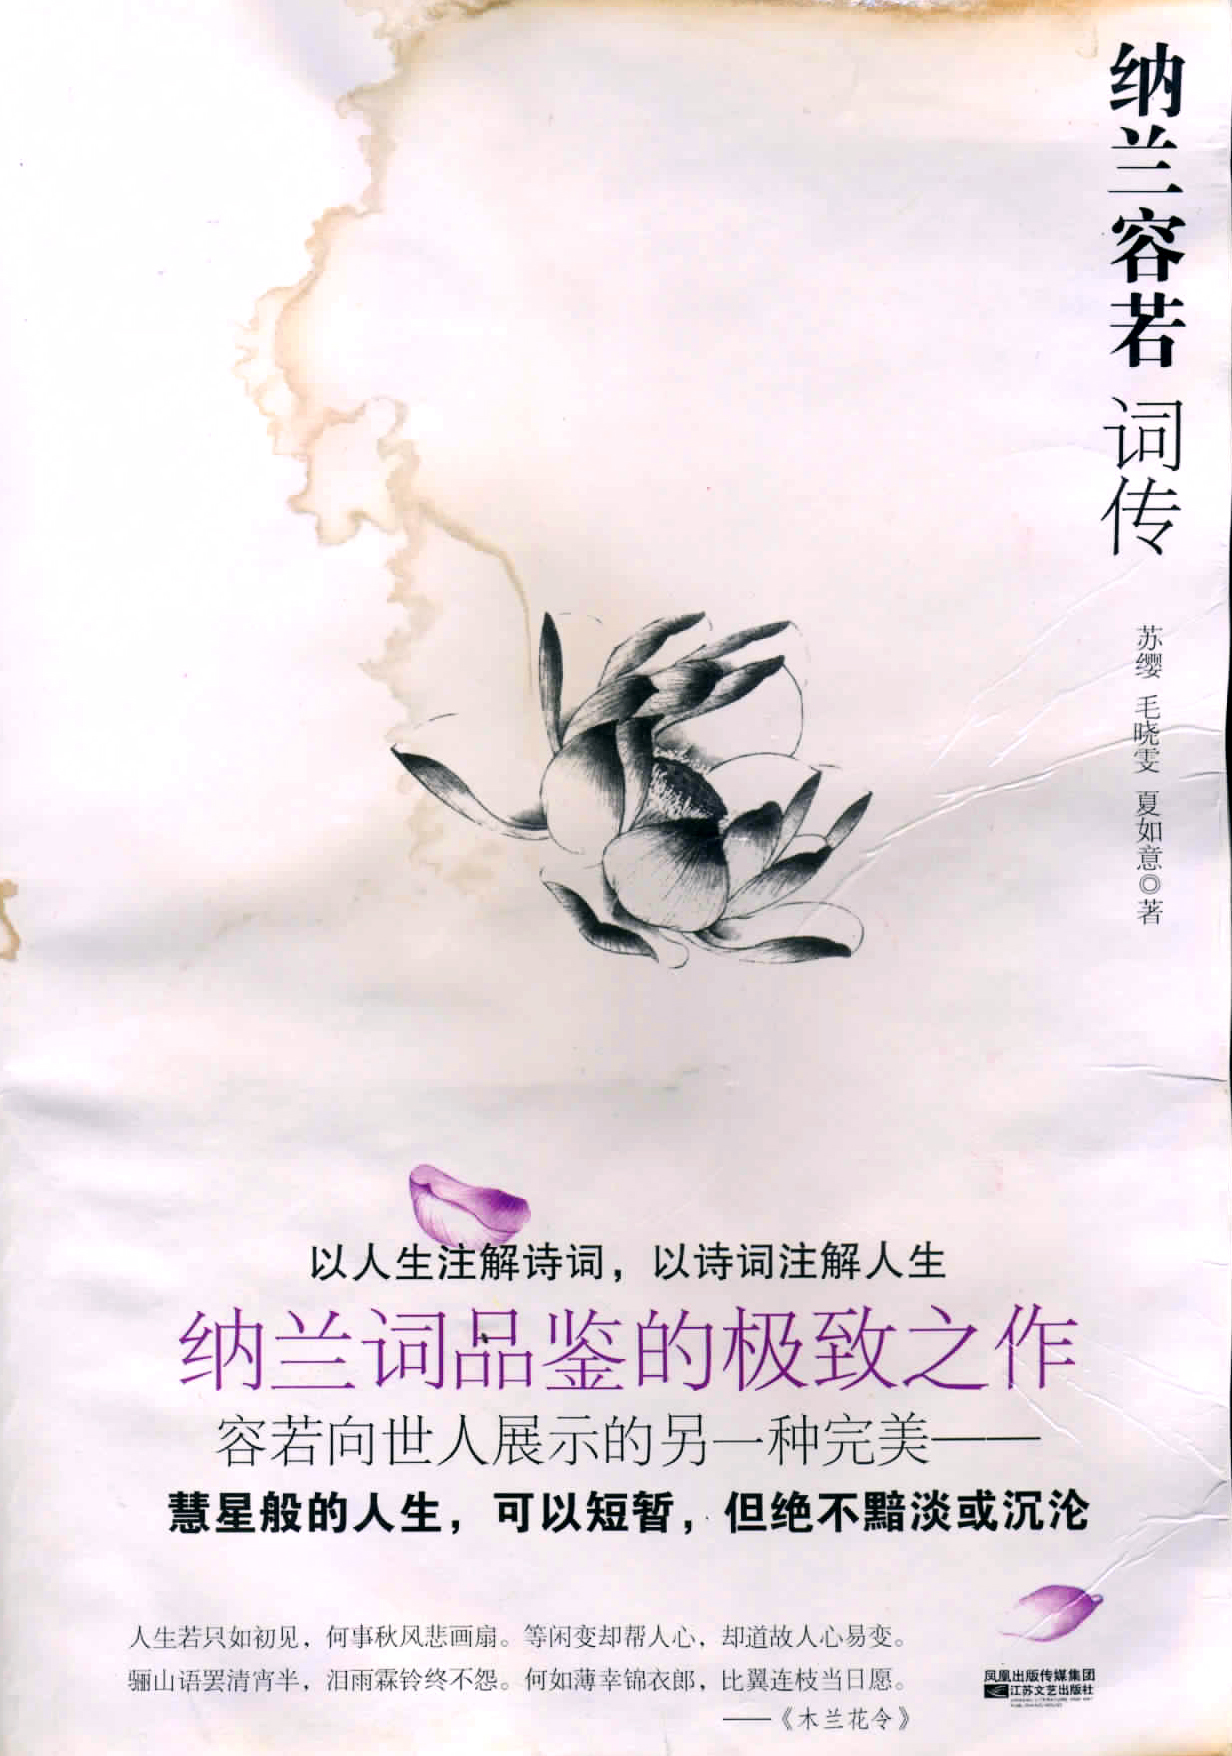 纳兰容若 词传
苏缨 毛晓雯 夏如意◎著
以人生注解诗词，以诗词注解人生
纳兰词品鉴的极致之作
容若向世人展示的另一种完美——
慧星般的人生，可以短暂，但绝不黯淡或沉沦
人生若只如初见，何事秋风悲画扇。等闲变却帮人心，却道故人心易变。
骊山语罢清宵半，泪雨霖铃终不怨。何如薄幸锦衣郎，比翼连枝当日愿。
——《木兰花令》
凤凰出版传媒集团
江苏文艺出版社